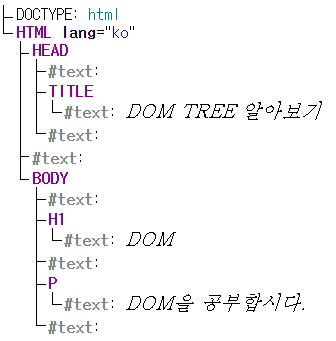 DOCTYPE: html
HTML lang="ko"
HEAD
#text:
TITLE
#text: DOM TREE 알아보기
#text:
#text:
BODY
#text:
H1
#text: DOM
#text:
P
#text: DOM을 공부합시다.
#text: